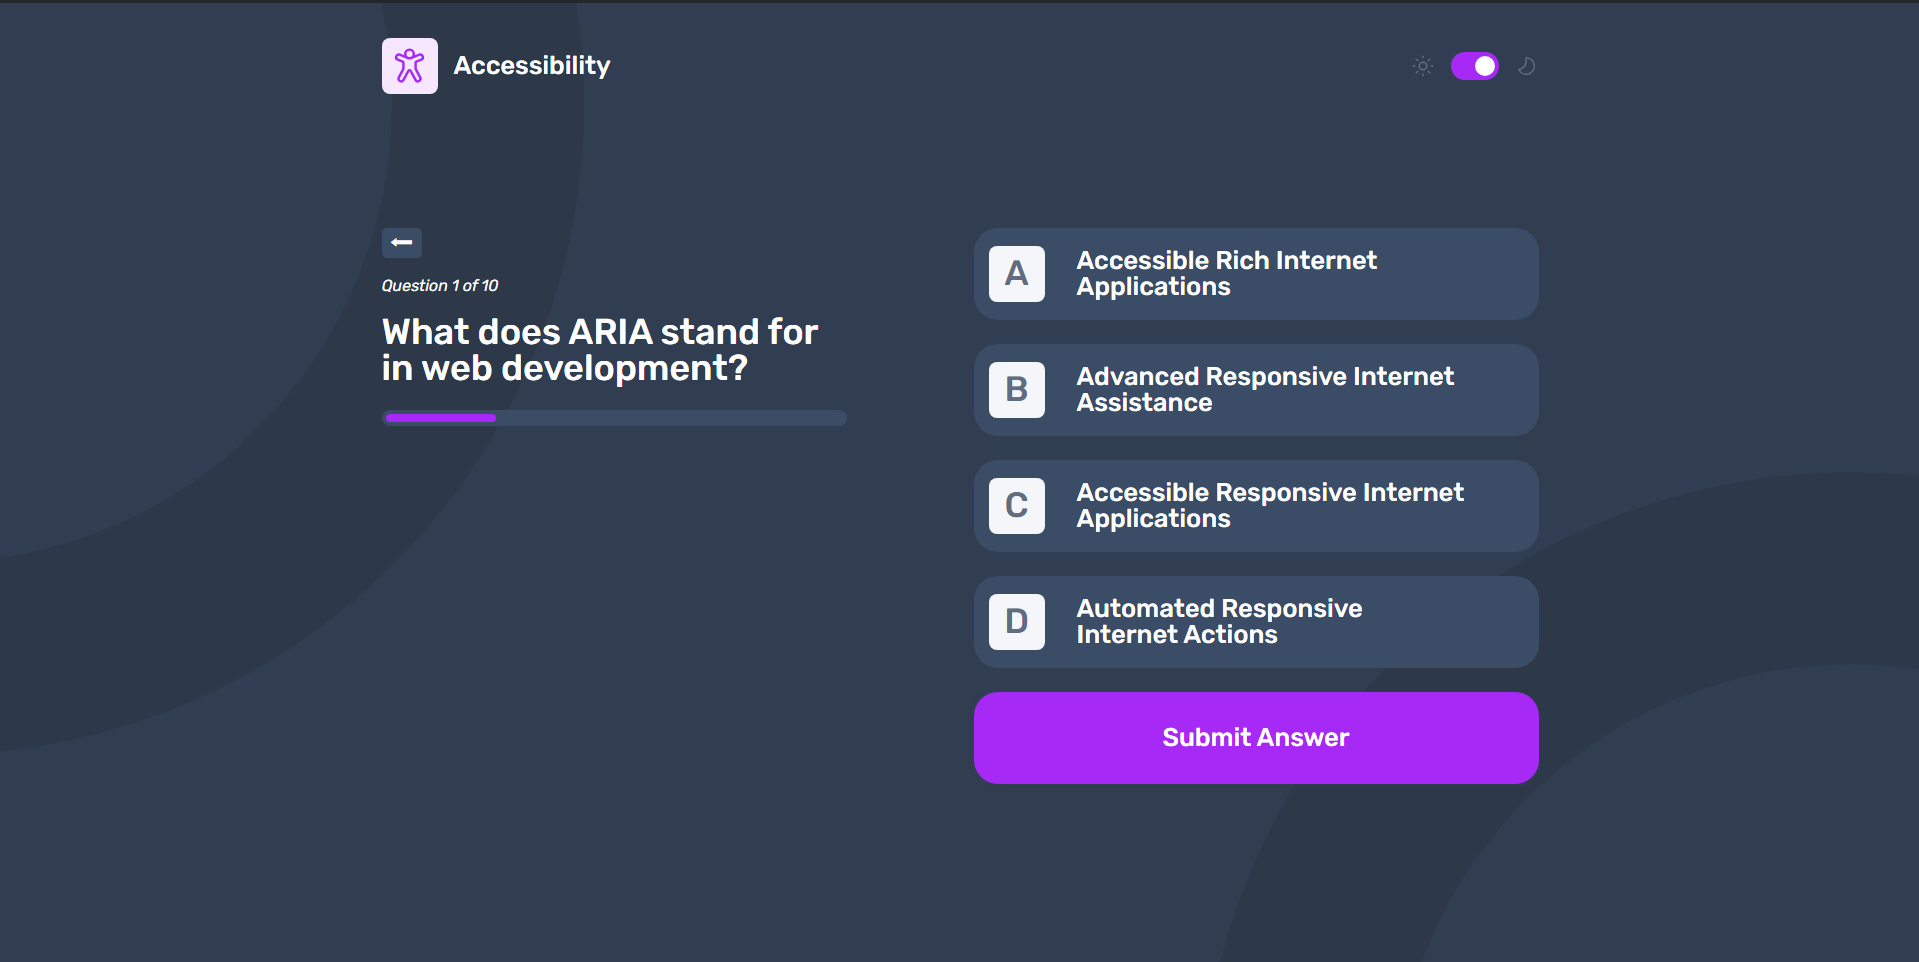 Accessibility
Question 1 of 10
What does ARIA stand for
in web development?
A
Accessible Rich Internet
Applications
B
Advanced Responsive Internet
Assistance
C
Accessible Responsive Internet
Applications
D
Automated Responsive
Internet Actions
Submit Answer